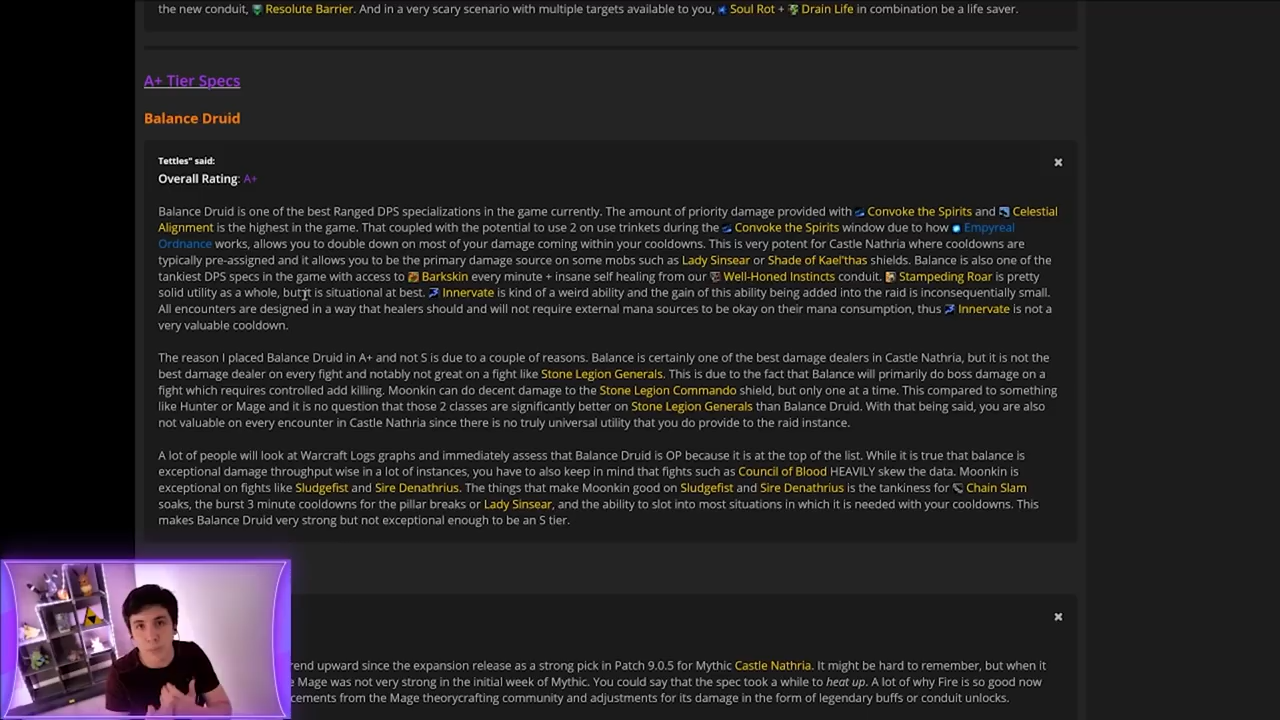 the new conduit, Resolute Barrier. And in a very scary scenario with multiple targets available to you, Soul Rot + Drain Life in combination be a life saver.
A+ Tier Specs
Balance Druid
Tettles" said:
Overall Rating: A+
Balance Druid is one of the best Ranged DPS specializations in the game currently. The amount of priority damage provided with Convoke the Spirits and Celestial
Alignment is the highest in the game. That coupled with the potential to use 2 on use trinkets during the Convoke the Spirits window due to how Empyreal
Ordnance works, allows you to double down on most of your damage coming within your cooldowns. This is very potent for Castle Nathria where cooldowns are
typically pre-assigned and it allows you to be the primary damage source on some mobs such as Lady Sinsear or Shade of Kael'thas shields. Balance is also one of the
tankiest DPS specs in the game with access to Barkskin every minute + insane self healing from our Well-Honed Instincts conduit. Stampeding Roar is pretty
solid utility as a whole, but it is situational at best. Innervate is kind of a weird ability and the gain of this ability being added into the raid is inconsequentially small.
All encounters are designed in a way that healers should and will not require external mana sources to be okay on their mana consumption, thus Innervate is not a
very valuable cooldown.
The reason I placed Balance Druid in A+ and not S is due to a couple of reasons. Balance is certainly one of the best damage dealers in Castle Nathria, but it is not the
best damage dealer on every fight and notably not great on a fight like Stone Legion Generals. This is due to the fact that Balance will primarily do boss damage on a
fight which requires controlled add killing. Moonkin can do decent damage to the Stone Legion Commando shield, but only one at a time. This compared to something
like Hunter or Mage and it is no question that those 2 classes are significantly better on Stone Legion Generals than Balance Druid. With that being said, you are also
not valuable on every encounter in Castle Nathria since there is no truly universal utility that you do provide to the raid instance.
A lot of people will look at Warcraft Logs graphs and immediately assess that Balance Druid is OP because it is at the top of the list. While it is true that balance is
exceptional damage throughput wise in a lot of instances, you have to also keep in mind that fights such as Council of Blood HEAVILY skew the data. Moonkin is
exceptional on fights like Sludgefist and Sire Denathrius. The things that make Moonkin good on Sludgefist and Sire Denathrius is the tankiness for Chain Slam
soaks, the burst 3 minute cooldowns for the pillar breaks or Lady Sinsear, and the ability to slot into most situations in which it is needed with your cooldowns. This
makes Balance Druid very strong but not exceptional enough to be an S tier.
rend upward since the expansion release as a strong pick in Patch 9.0.5 for Mythic Castle Nathria. It might be hard to remember, but when it
Mage was not very strong in the initial week of Mythic. You could say that the spec took a while to heat up. A lot of why Fire is so good now
cements from the Mage theorycrafting community and adjustments for its damage in the form of legendary buffs or conduit unlocks.